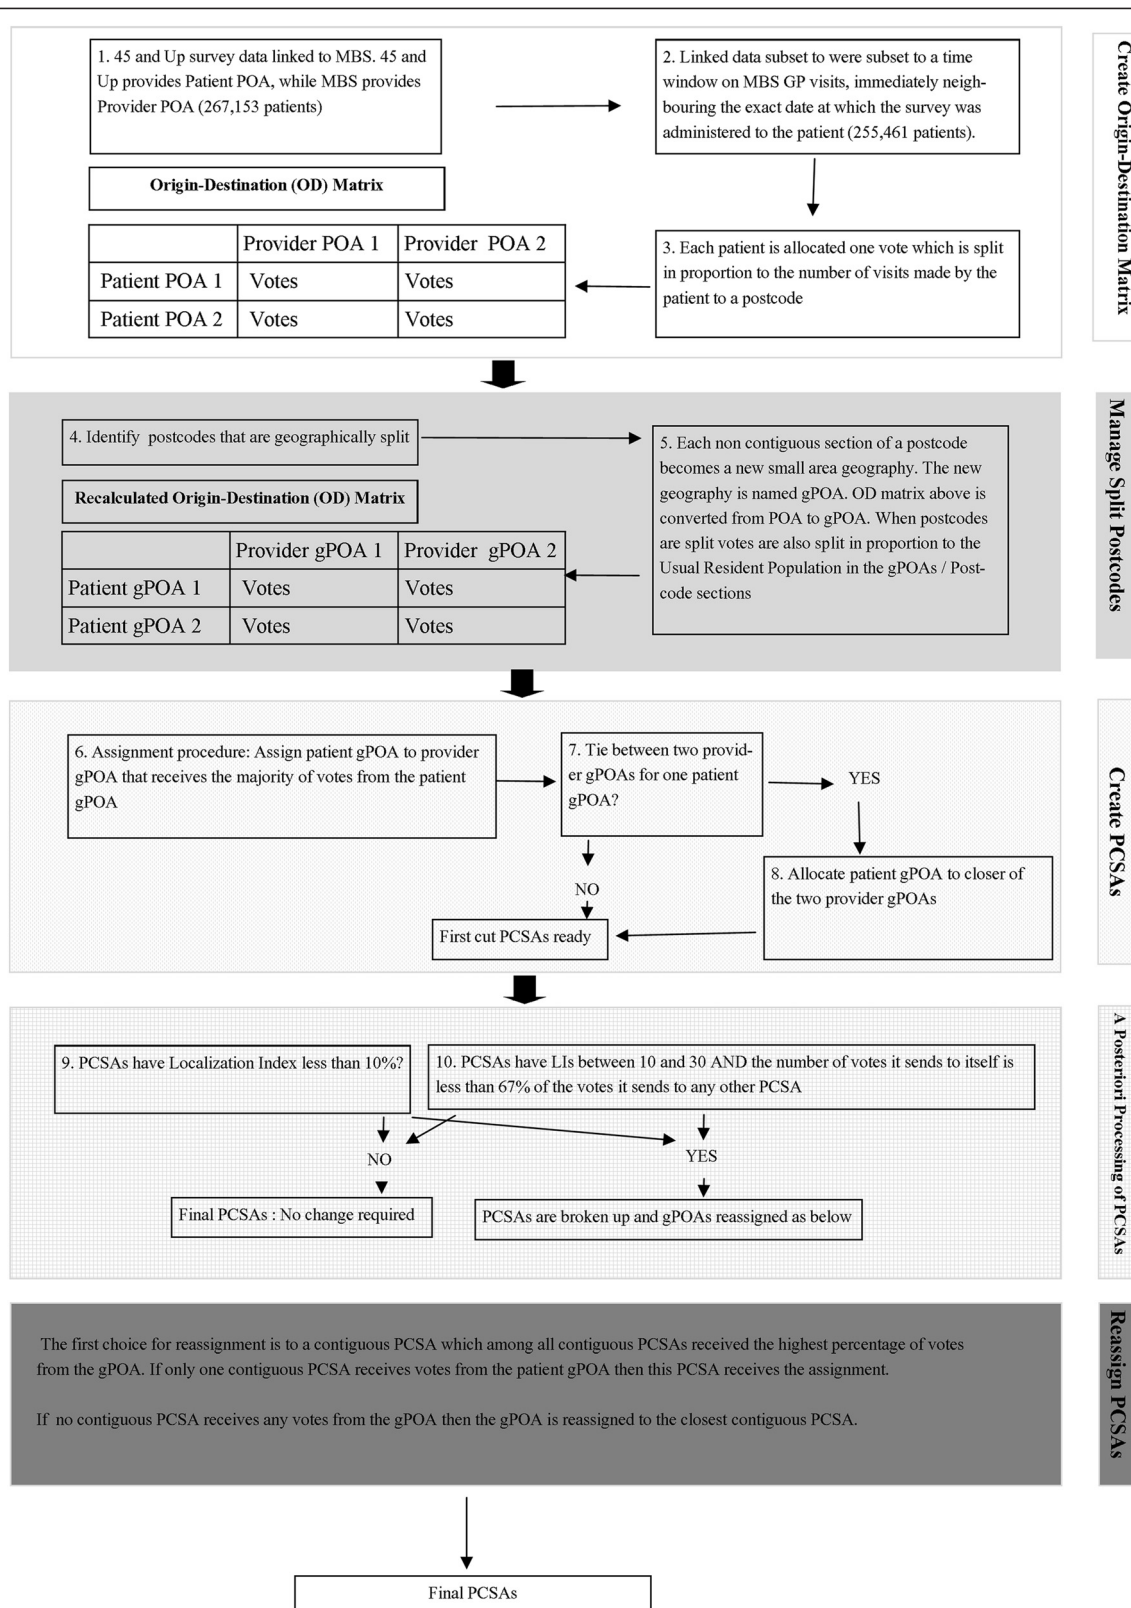 1. 45 and Up survey data linked to MBS. 45 and
Up provides Patient POA, while MBS provides
Provider POA (267,153 patients)
2. Linked data subset to were subset to a time
window on MBS GP visits, immediately neigh-
bouring the exact date at which the survey was
administered to the patient (255,461 patients).
Create Origin-Destination Matrix
Origin-Destination (OD) Matrix
Provider POA 1 Provider POA 2
Patient POA 1 Votes Votes
Patient POA 2 Votes Votes
3. Each patient is allocated one vote which is split
in proportion to the number of visits made by the
patient to a postcode
Manage Split Postcodes
4. Identify postcodes that are geographically split
5. Each non contiguous section of a postcode
becomes a new small area geography. The new
geography is named gPOA. OD matrix above is
converted from POA to gPOA. When postcodes
are split votes are also split in proportion to the
Usual Resident Population in the gPOAs / Post-
code sections
Recalculated Origin-Destination (OD) Matrix
Provider gPOA 1 Provider gPOA 2
Patient gPOA 1 Votes Votes
Patient gPOA 2 Votes Votes
Create PCSAs
6. Assignment procedure: Assign patient gPOA to provider
gPOA that receives the majority of votes from the patient
gPOA
7. Tie between two provid-
er gPOAs for one patient
gPOA?
YES
NO
8. Allocate patient gPOA to closer of
the two provider gPOAs
First cut PCSAs ready
A Posteriori Processing of PCSAs
9. PCSAs have Localization Index less than 10%?
10. PCSAs have LIs between 10 and 30 AND the number of votes it sends to itself is
less than 67% of the votes it sends to any other PCSA
NO
YES
Final PCSAs : No change required
PCSAs are broken up and gPOAs reassigned as below
Reassign PCSAs
The first choice for reassignment is to a contiguous PCSA which among all contiguous PCSAs received the highest percentage of votes
from the gPOA. If only one contiguous PCSA receives votes from the patient gPOA then this PCSA receives the assignment.
If no contiguous PCSA receives any votes from the gPOA then the gPOA is reassigned to the closest contiguous PCSA.
Final PCSAs